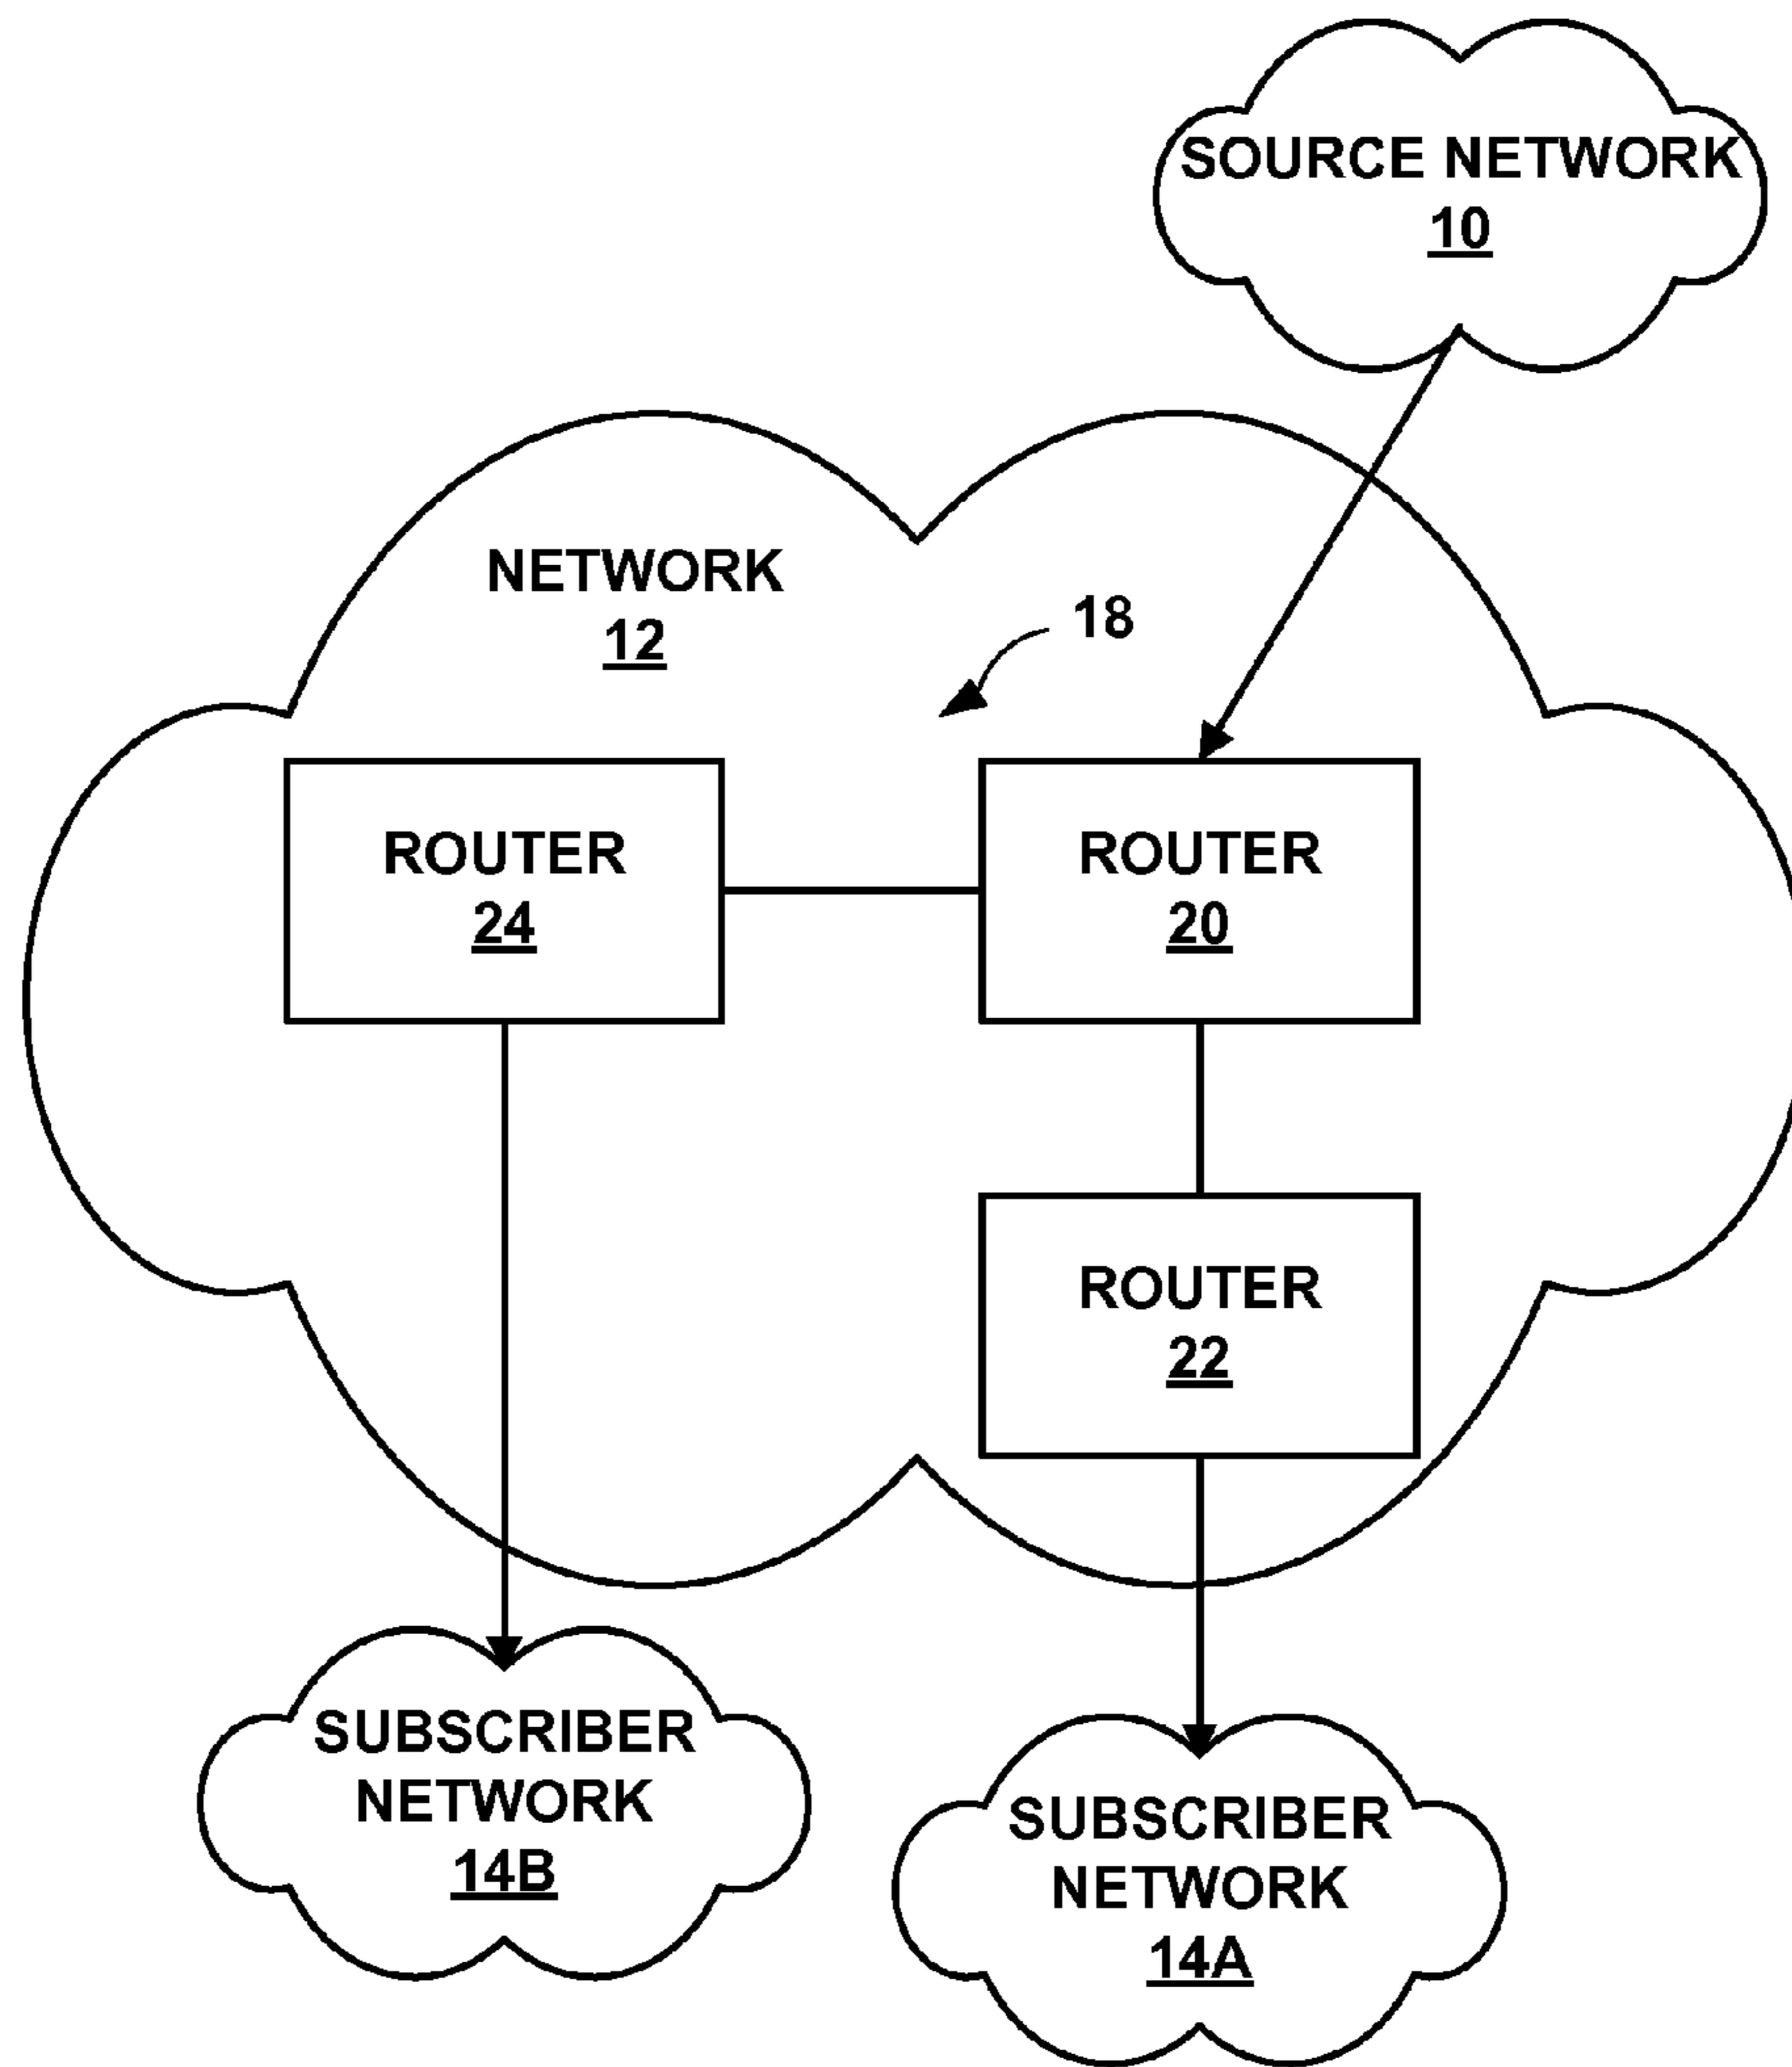 SOURCE NETWORK
10
NETWORK
12
18
ROUTER
24
ROUTER
20
ROUTER
22
SUBSCRIBER
NETWORK
14B
SUBSCRIBER
NETWORK
14A